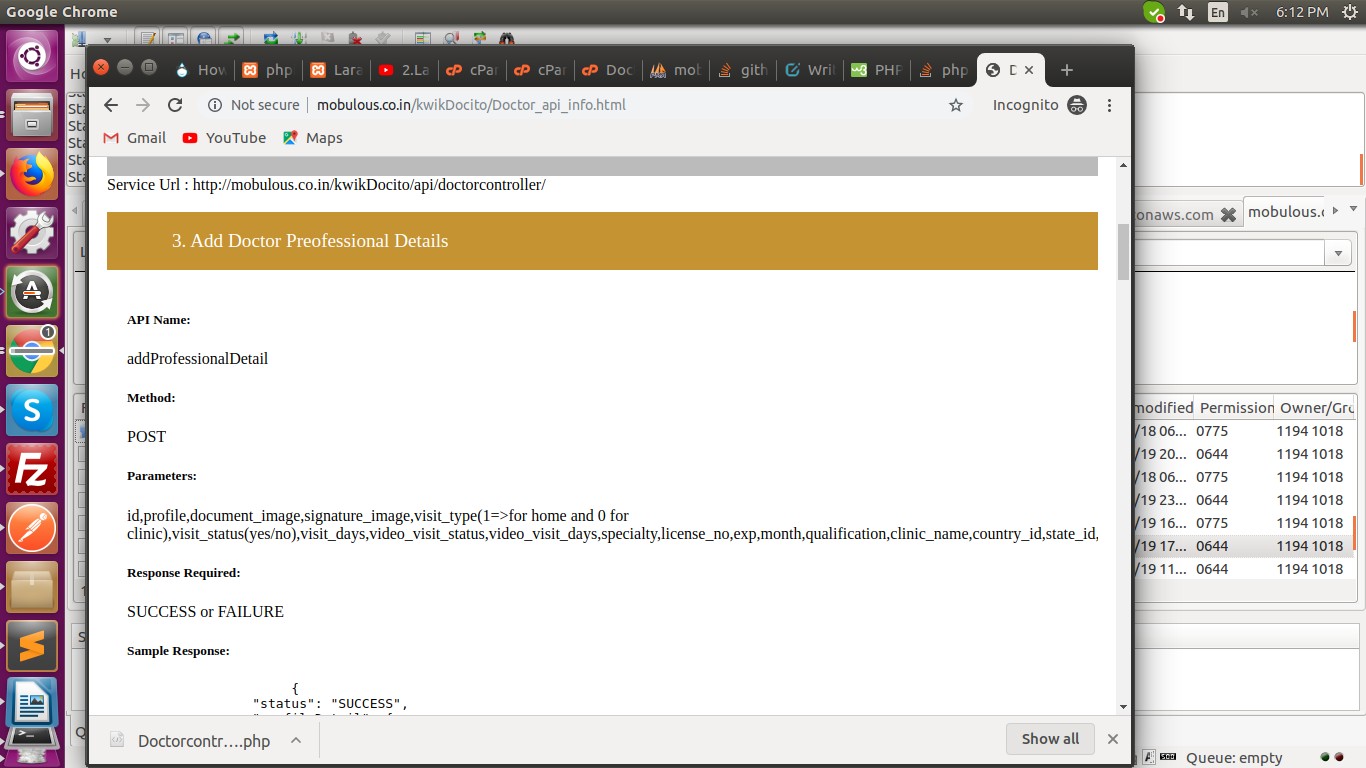 Google Chrome
En
6:12 PM
How
php
Lara
2.La
cPar
cPar
Doc
mob
gith
Writ
PHP
php
D
Not secure
mobulous.co.in/kwikDocito/Doctor_api_info.html
Incognito
Gmail
YouTube
Maps
Service Url : http://mobulous.co.in/kwikDocito/api/doctorcontroller/
3. Add Doctor Preofessional Details
API Name:
addProfessionalDetail
Method:
POST
Parameters:
id,profile,document_image,signature_image,visit_type(1=>for home and 0 for
clinic),visit_status(yes/no),visit_days,video_visit_status,video_visit_days,specialty,license_no,exp,month,qualification,clinic_name,country_id,state_id,
Response Required:
SUCCESS or FAILURE
Sample Response:
{
"status": "SUCCESS",
Doctorcontr....php
Show all
Ho
Sta
Sta
Sta
Sta
onaws.com
mobulous.c
modified Permission Owner/Gro
/18 06... 0775 1194 1018
/19 20... 0644 1194 1018
/18 06... 0775 1194 1018
/19 23... 0644 1194 1018
/19 16... 0775 1194 1018
/19 17... 0644 1194 1018
/19 11... 0644 1194 1018
Queue: empty